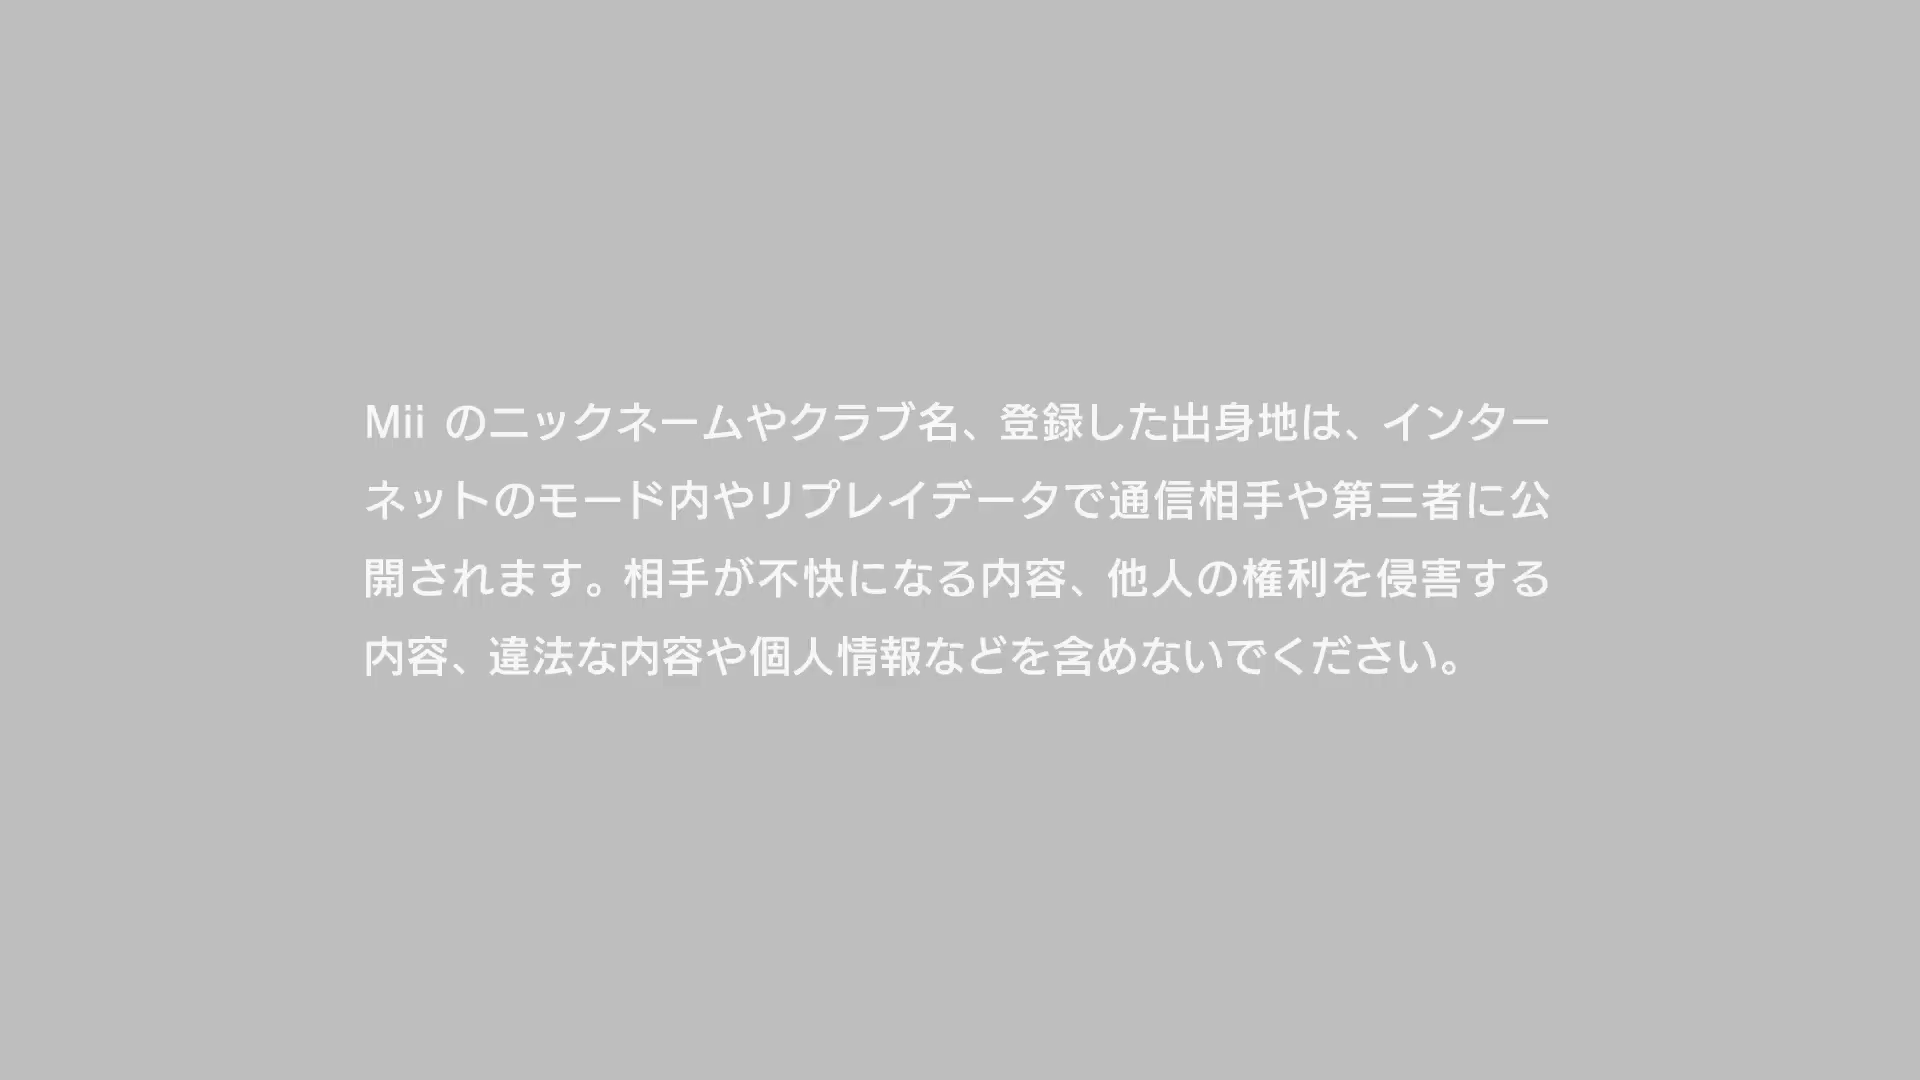 Mii のニックネームやクラブ名、登録した出身地は、インター
ネットのモード内やリプレイデータで通信相手や第三者に公
開されます。相手が不快になる内容、他人の権利を侵害する
内容、違法な内容や個人情報などを含めないでください。